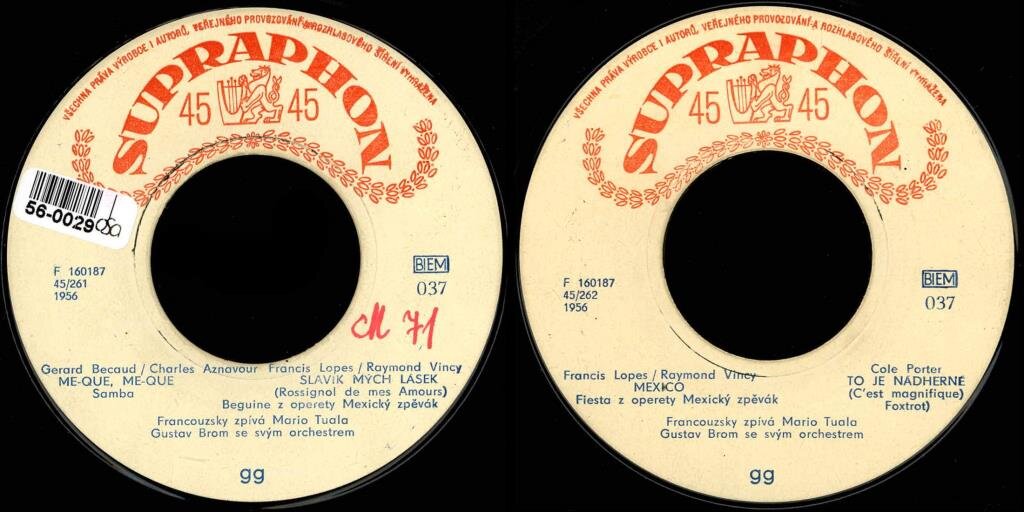 VŠECHNA PRÁVA VÝROBCE I AUTORŮ, VEŘEJNÉHO PROVOZOVÁNÍ A ROZHLASOVÉHO ŠÍŘENÍ VYHRAŽENA
SUPRAPHON
45 45
56-0029
F 160187
45/261
1956
BIEM
037
M 71
Gerard Becaud / Charles Aznavour
ME-QUE, ME-QUE
Samba
Francis Lopes / Raymond Vincy
SLAVÍK MÝCH LÁSEK
(Rossignol de mes Amours)
Beguine z operety Mexický zpěvák
Francouzsky zpívá Mario Tuala
Gustav Brom se svým orchestrem
gg
VŠECHNA PRÁVA VÝROBCE I AUTORŮ, VEŘEJNÉHO PROVOZOVÁNÍ A ROZHLASOVÉHO ŠÍŘENÍ VYHRAŽENA
SUPRAPHON
45 45
F 160187
45/262
1956
BIEM
037
Francis Lopes / Raymond Vincy
MEXICO
Fiesta z operety Mexický zpěvák
Cole Porter
TO JE NÁDHERNÉ
(C'est magnifique)
Foxtrot)
Francouzsky zpívá Mario Tuala
Gustav Brom se svým orchestrem
gg